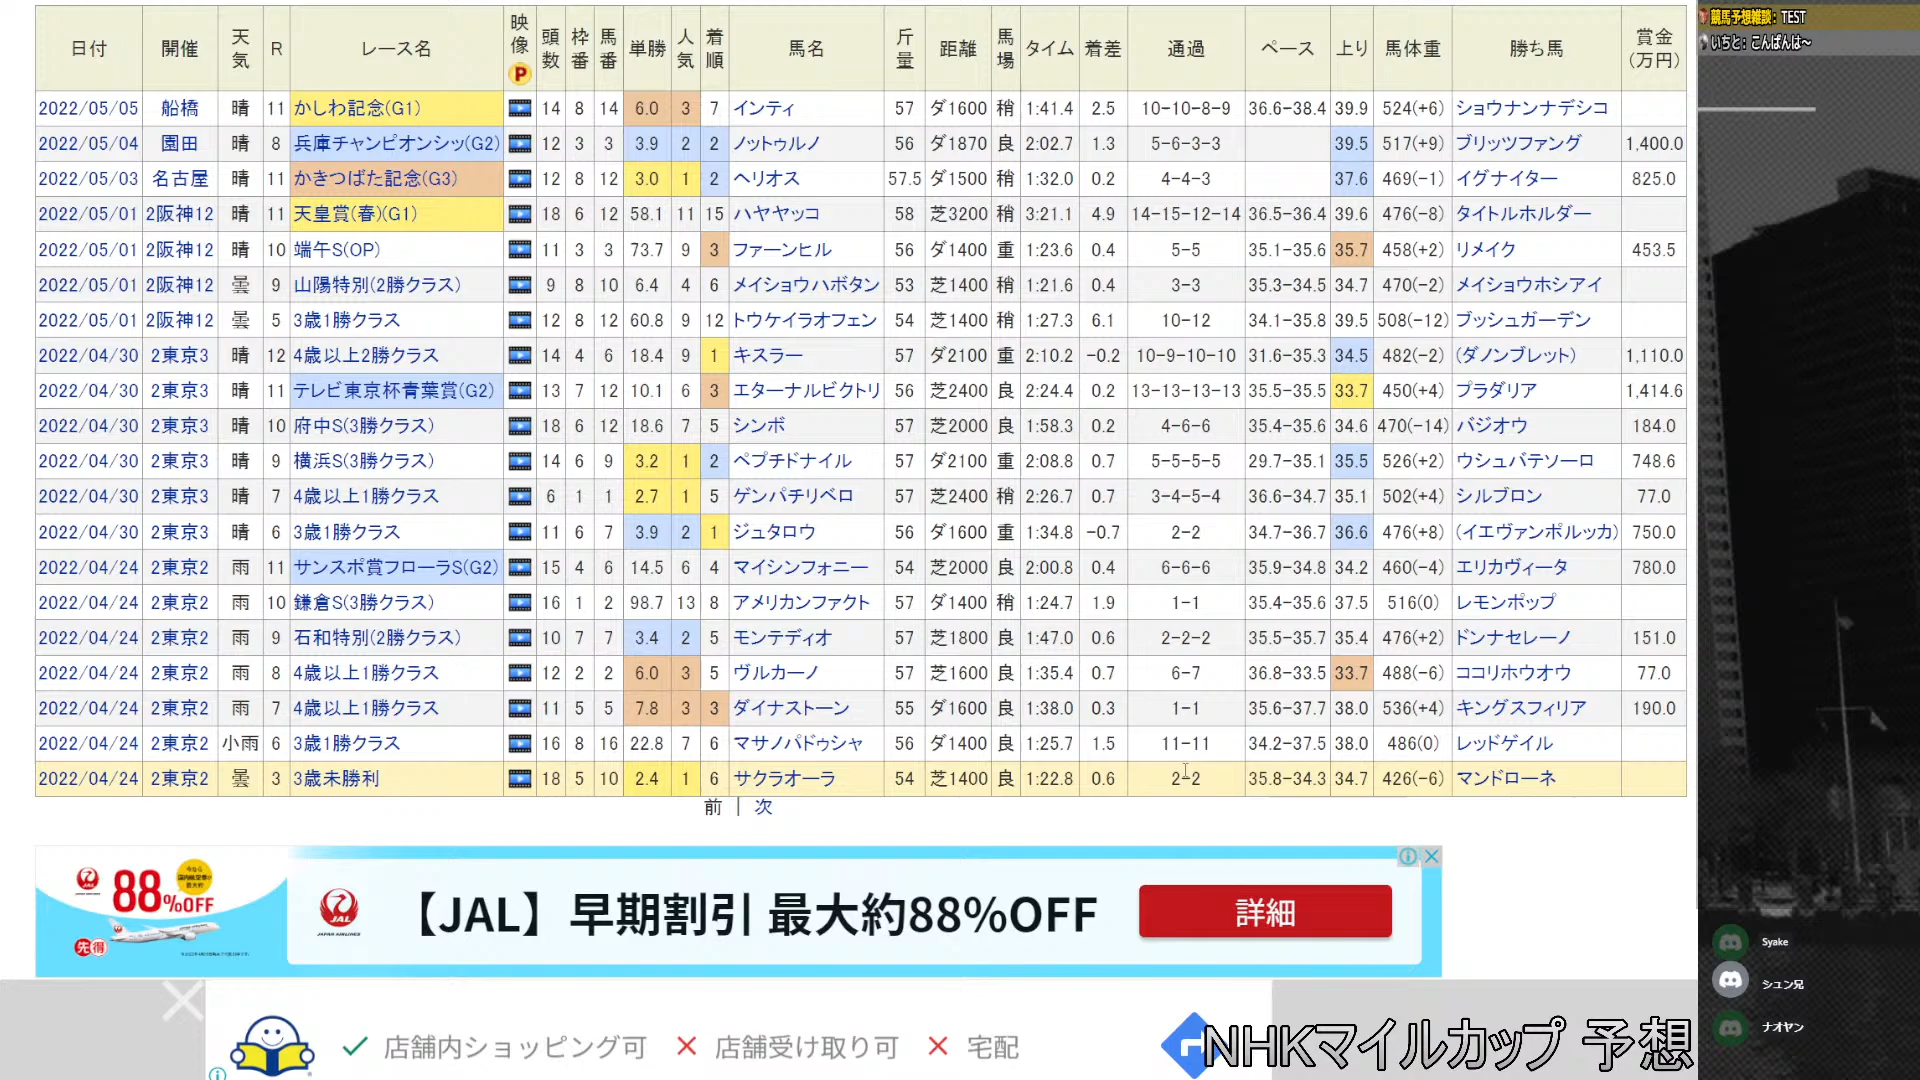 日付 開催 天気 R レース名 映像 P 頭数 枠番 馬番 単勝 人気 着順 馬名 斤量 距離 馬場 タイム 着差 通過 ペース 上り 馬体重 勝ち馬 賞金(万円)
2022/05/05 船橋 晴 11 かしわ記念(G1) 14 8 14 6.0 3 7 インティ 57 ダ1600 稍 1:41.4 2.5 10-10-8-9 36.6-38.4 39.9 524(+6) ショウナンナデシコ
2022/05/04 園田 晴 8 兵庫チャンピオンシッ(G2) 12 3 3 3.9 2 2 ノットゥルノ 56 ダ1870 良 2:02.7 1.3 5-6-3-3 39.5 517(+9) ブリッツファング 1,400.0
2022/05/03 名古屋 晴 11 かきつばた記念(G3) 12 8 12 3.0 1 2 ヘリオス 57.5 ダ1500 稍 1:32.0 0.2 4-4-3 37.6 469(-1) イグナイター 825.0
2022/05/01 2阪神12 晴 11 天皇賞(春)(G1) 18 6 12 58.1 11 15 ハヤヤッコ 58 芝3200 稍 3:21.1 4.9 14-15-12-14 36.5-36.4 39.6 476(-8) タイトルホルダー
2022/05/01 2阪神12 晴 10 端午S(OP) 11 3 3 73.7 9 3 ファーンヒル 56 ダ1400 重 1:23.6 0.4 5-5 35.1-35.6 35.7 458(+2) リメイク 453.5
2022/05/01 2阪神12 曇 9 山陽特別(2勝クラス) 9 8 10 6.4 4 6 メイショウハボタン 53 芝1400 稍 1:21.6 0.4 3-3 35.3-34.5 34.7 470(-2) メイショウホシアイ
2022/05/01 2阪神12 曇 5 3歳1勝クラス 12 8 12 60.8 9 12 トウケイラオフェン 54 芝1400 稍 1:27.3 6.1 10-12 34.1-35.8 39.5 508(-12) ブッシュガーデン
2022/04/30 2東京3 晴 12 4歳以上2勝クラス 14 4 6 18.4 9 1 キスラー 57 ダ2100 重 2:10.2 -0.2 10-9-10-10 31.6-35.3 34.5 482(-2) (ダノンブレット) 1,110.0
2022/04/30 2東京3 晴 11 テレビ東京杯青葉賞(G2) 13 7 12 10.1 6 3 エターナルビクトリ 56 芝2400 良 2:24.4 0.2 13-13-13-13 35.5-35.5 33.7 450(+4) プラダリア 1,414.6
2022/04/30 2東京3 晴 10 府中S(3勝クラス) 18 6 12 18.6 7 5 シンボ 57 芝2000 良 1:58.3 0.2 4-6-6 35.4-35.6 34.6 470(-14) バジオウ 184.0
2022/04/30 2東京3 晴 9 横浜S(3勝クラス) 14 6 9 3.2 1 2 ペプチドナイル 57 ダ2100 重 2:08.8 0.7 5-5-5-5 29.7-35.1 35.5 526(+2) ウシュバテソーロ 748.6
2022/04/30 2東京3 晴 7 4歳以上1勝クラス 6 1 1 2.7 1 5 ゲンパチリベロ 57 芝2400 稍 2:26.7 0.7 3-4-5-4 36.6-34.7 35.1 502(+4) シルブロン 77.0
2022/04/30 2東京3 晴 6 3歳1勝クラス 11 6 7 3.9 2 1 ジュタロウ 56 ダ1600 重 1:34.8 -0.7 2-2 34.7-36.7 36.6 476(+8) (イエヴァンポルッカ) 750.0
2022/04/24 2東京2 雨 11 サンスポ賞フローラS(G2) 15 4 6 14.5 6 4 マイシンフォニー 54 芝2000 良 2:00.8 0.4 6-6-6 35.9-34.8 34.2 460(-4) エリカヴィータ 780.0
2022/04/24 2東京2 雨 10 鎌倉S(3勝クラス) 16 1 2 98.7 13 8 アメリカンファクト 57 ダ1400 稍 1:24.7 1.9 1-1 35.4-35.6 37.5 516(0) レモンポップ
2022/04/24 2東京2 雨 9 石和特別(2勝クラス) 10 7 7 3.4 2 5 モンテディオ 57 芝1800 良 1:47.0 0.6 2-2-2 35.5-35.7 35.4 476(+2) ドンナセレーノ 151.0
2022/04/24 2東京2 雨 8 4歳以上1勝クラス 12 2 2 6.0 3 5 ヴルカーノ 57 芝1600 良 1:35.4 0.7 6-7 36.8-33.5 33.7 488(-6) ココリホウオウ 77.0
2022/04/24 2東京2 雨 7 4歳以上1勝クラス 11 5 5 7.8 3 3 ダイナストーン 55 ダ1600 良 1:38.0 0.3 1-1 35.6-37.7 38.0 536(+4) キングスフィリア 190.0
2022/04/24 2東京2 小雨 6 3歳1勝クラス 16 8 16 22.8 7 6 マサノパドゥシャ 56 ダ1400 良 1:25.7 1.5 11-11 34.2-37.5 38.0 486(0) レッドゲイル
2022/04/24 2東京2 曇 3 3歳未勝利 18 5 10 2.4 1 6 サクラオーラ 54 芝1400 良 1:22.8 0.6 2-2 35.8-34.3 34.7 426(-6) マンドローネ
前 | 次
JAL 88%OFF
先得
JAL
JAPAN AIRLINES
【JAL】早期割引 最大約88%OFF
詳細
店舗内ショッピング可 店舗受け取り可 宅配
NHKマイルカップ 予想
競馬予想雑談: TEST
いちと: こんばんは~
Syake
シュン兄
ナオヤン